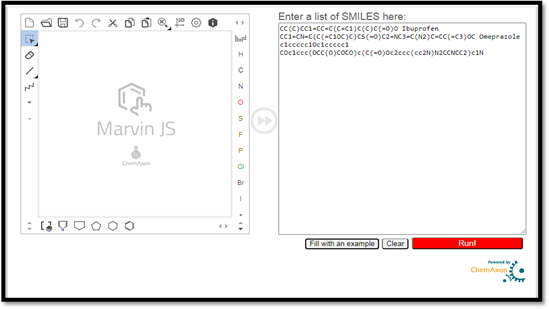 Enter a list of SMILES here:
CC(C)CC1=CC=C(C=C1)C(C)C(=O)O Ibuprofen
CC1=CN=C(C(=C1OC)C)CS(=O)C2=NC3=C(N2)C=CC(=C3)OC Omeprazole
c1ccccc1Oc1ccccc1
COc1ccc(OCC(O)COCO)c(C(=O)Oc2ccc(cc2N)N2CCNCC2)c1N
H
C
N
O
S
F
P
Cl
Br
I
Marvin JS
ChemAxon
Fill with an example Clear Run!
Powered by
ChemAxon